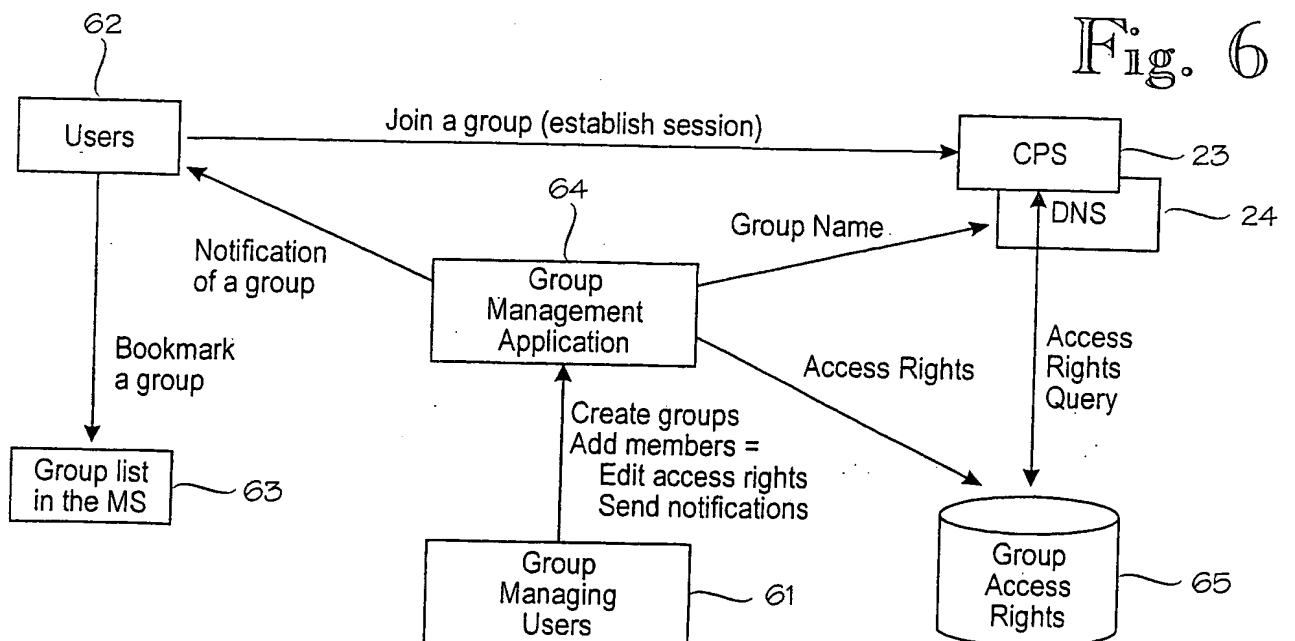 Fig. 6
62
Users
Join a group (establish session)
CPS
23
DNS
24
64
Group Name
Notification
of a group
Group
Management
Application
Bookmark
a group
Access Rights
Access
Rights
Query
Create groups
Add members =
Edit access rights
Send notifications
Group list
in the MS
63
Group
Managing
Users
61
Group
Access
Rights
65